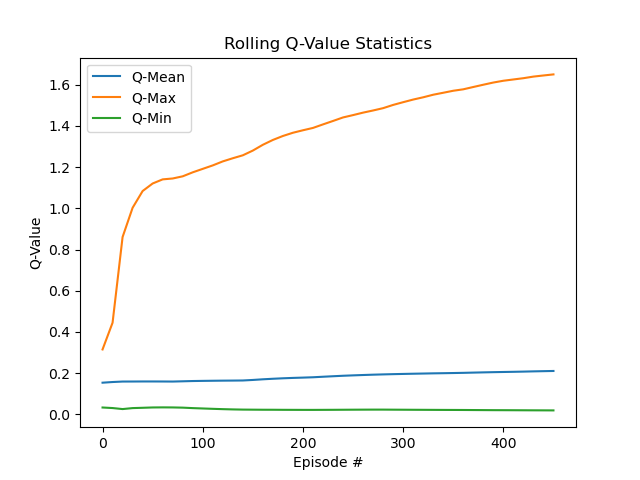 Rolling Q-Value Statistics
Q-Mean
Q-Max
Q-Min
Q-Value
1.6
1.4
1.2
1.0
0.8
0.6
0.4
0.2
0.0
0 100 200 300 400
Episode #